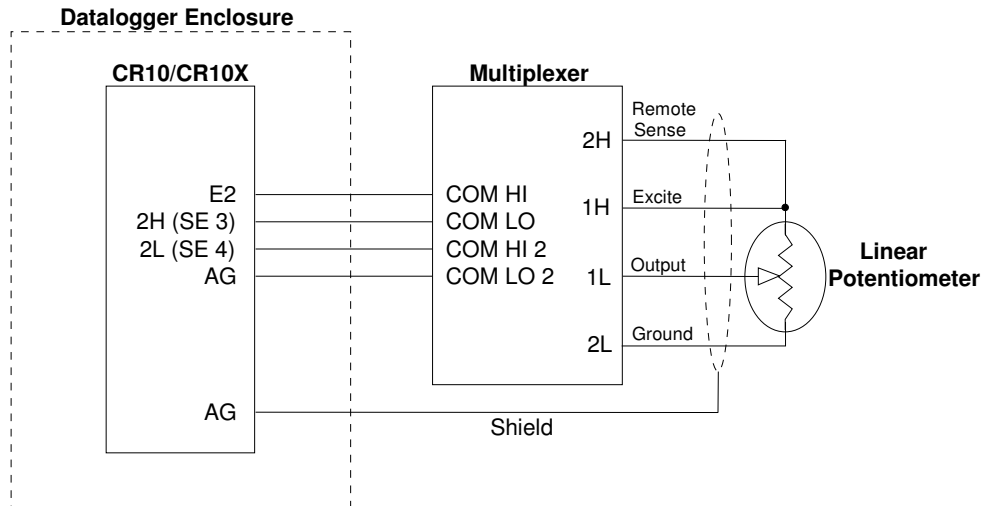 Datalogger Enclosure
CR10/CR10X
Multiplexer
E2
2H (SE 3)
2L (SE 4)
AG
AG
COM HI
COM LO
COM HI 2
COM LO 2
2H
1H
1L
2L
Remote
Sense
Excite
Output
Ground
Linear
Potentiometer
Shield